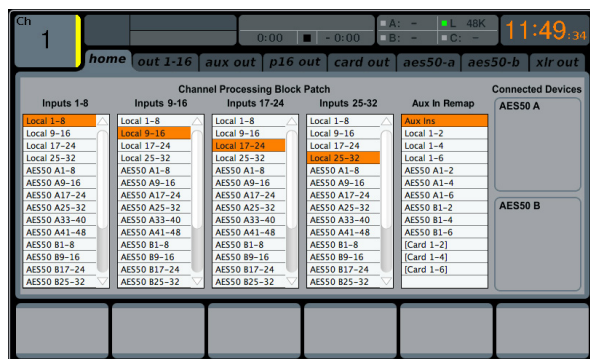 Ch
1
0:00 - 0:00
A: - L 48K
B: - C: -
11:49:34
home out 1-16 aux out p16 out card out aes50-a aes50-b xlr out
Channel Processing Block Patch
Connected Devices
Inputs 1-8 Inputs 9-16 Inputs 17-24 Inputs 25-32 Aux In Remap
AES50 A
Local 1-8 Local 1-8 Local 1-8 Local 1-8 Aux Ins
Local 9-16 Local 9-16 Local 9-16 Local 9-16 Local 1-2
Local 17-24 Local 17-24 Local 17-24 Local 17-24 Local 1-4
Local 25-32 Local 25-32 Local 25-32 Local 25-32 Local 1-6
AES50 A1-8 AES50 A1-8 AES50 A1-8 AES50 A1-8 AES50 A1-2
AES50 A9-16 AES50 A9-16 AES50 A9-16 AES50 A9-16 AES50 A1-4
AES50 A17-24 AES50 A17-24 AES50 A17-24 AES50 A17-24 AES50 A1-6
AES50 A25-32 AES50 A25-32 AES50 A25-32 AES50 A25-32 AES50 B1-2
AES50 B
AES50 A33-40 AES50 A33-40 AES50 A33-40 AES50 A33-40 AES50 B1-4
AES50 A41-48 AES50 A41-48 AES50 A41-48 AES50 A41-48 AES50 B1-6
AES50 B1-8 AES50 B1-8 AES50 B1-8 AES50 B1-8 [Card 1-2]
AES50 B9-16 AES50 B9-16 AES50 B9-16 AES50 B9-16 [Card 1-4]
AES50 B17-24 AES50 B17-24 AES50 B17-24 AES50 B17-24 [Card 1-6]
AES50 B25-32 AES50 B25-32 AES50 B25-32 AES50 B25-32